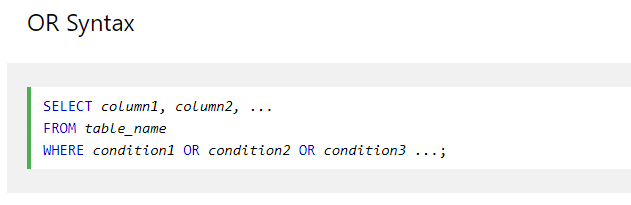 OR Syntax
SELECT column1, column2, ...
FROM table_name
WHERE condition1 OR condition2 OR condition3 ...;